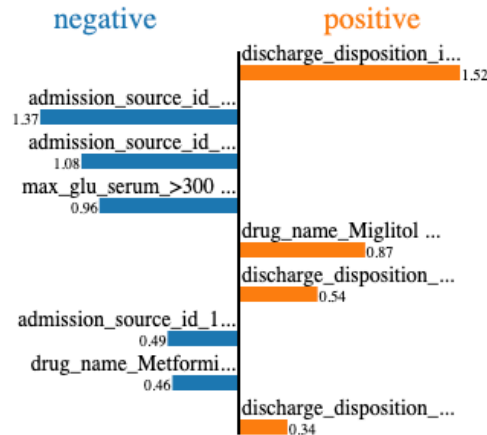 negative positive
discharge_disposition_i...
1.52
admission_source_id_...
1.37
admission_source_id_...
1.08
max_glu_serum_>300 ...
0.96
drug_name_Miglitol ...
0.87
discharge_disposition_...
0.54
admission_source_id_1...
0.49
drug_name_Metformi...
0.46
discharge_disposition_...
0.34